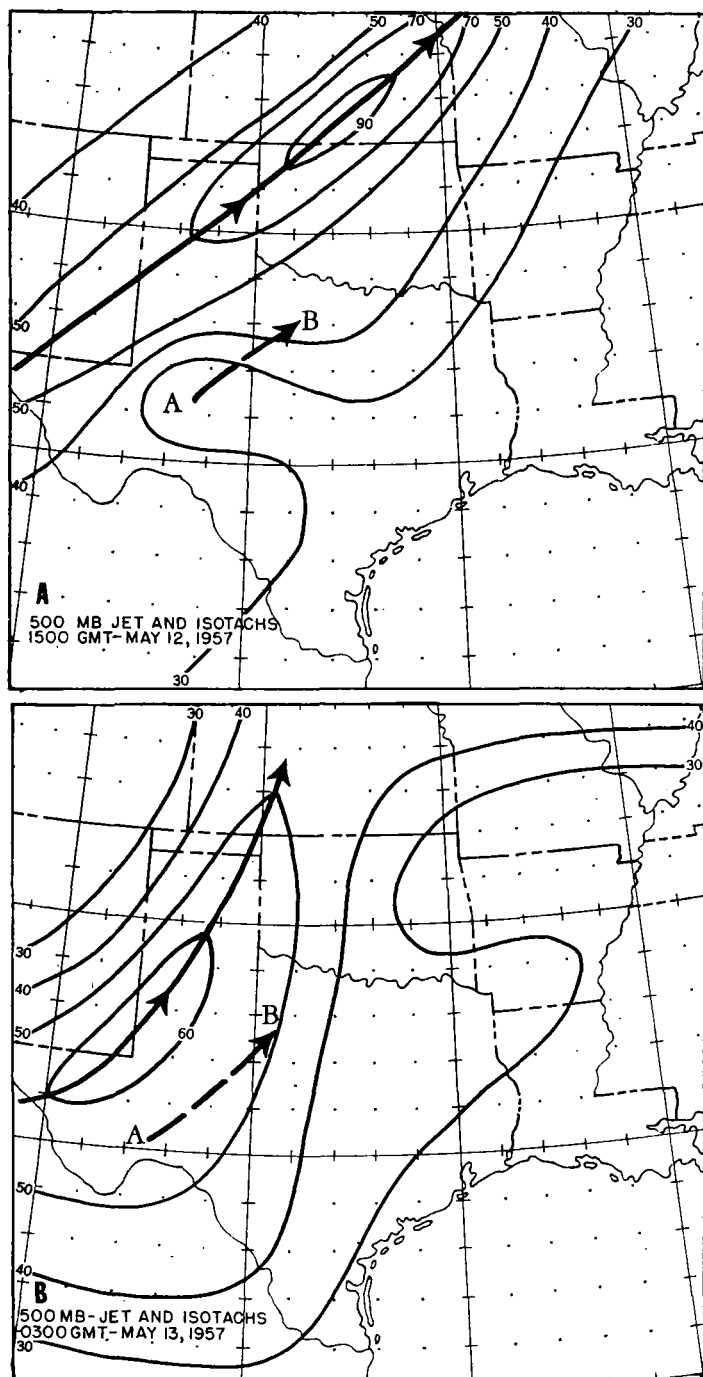 40 50 70 70 50 40 30
90
40
50
B
A
50
40
A
500 MB JET AND ISOTACHS
1500 GMT-MAY 12, 1957
30
30 40 40
30
30
40
50
60
B
A
50
40
B
500 MB-JET AND ISOTACHS
0300 GMT-MAY 13, 1957
30